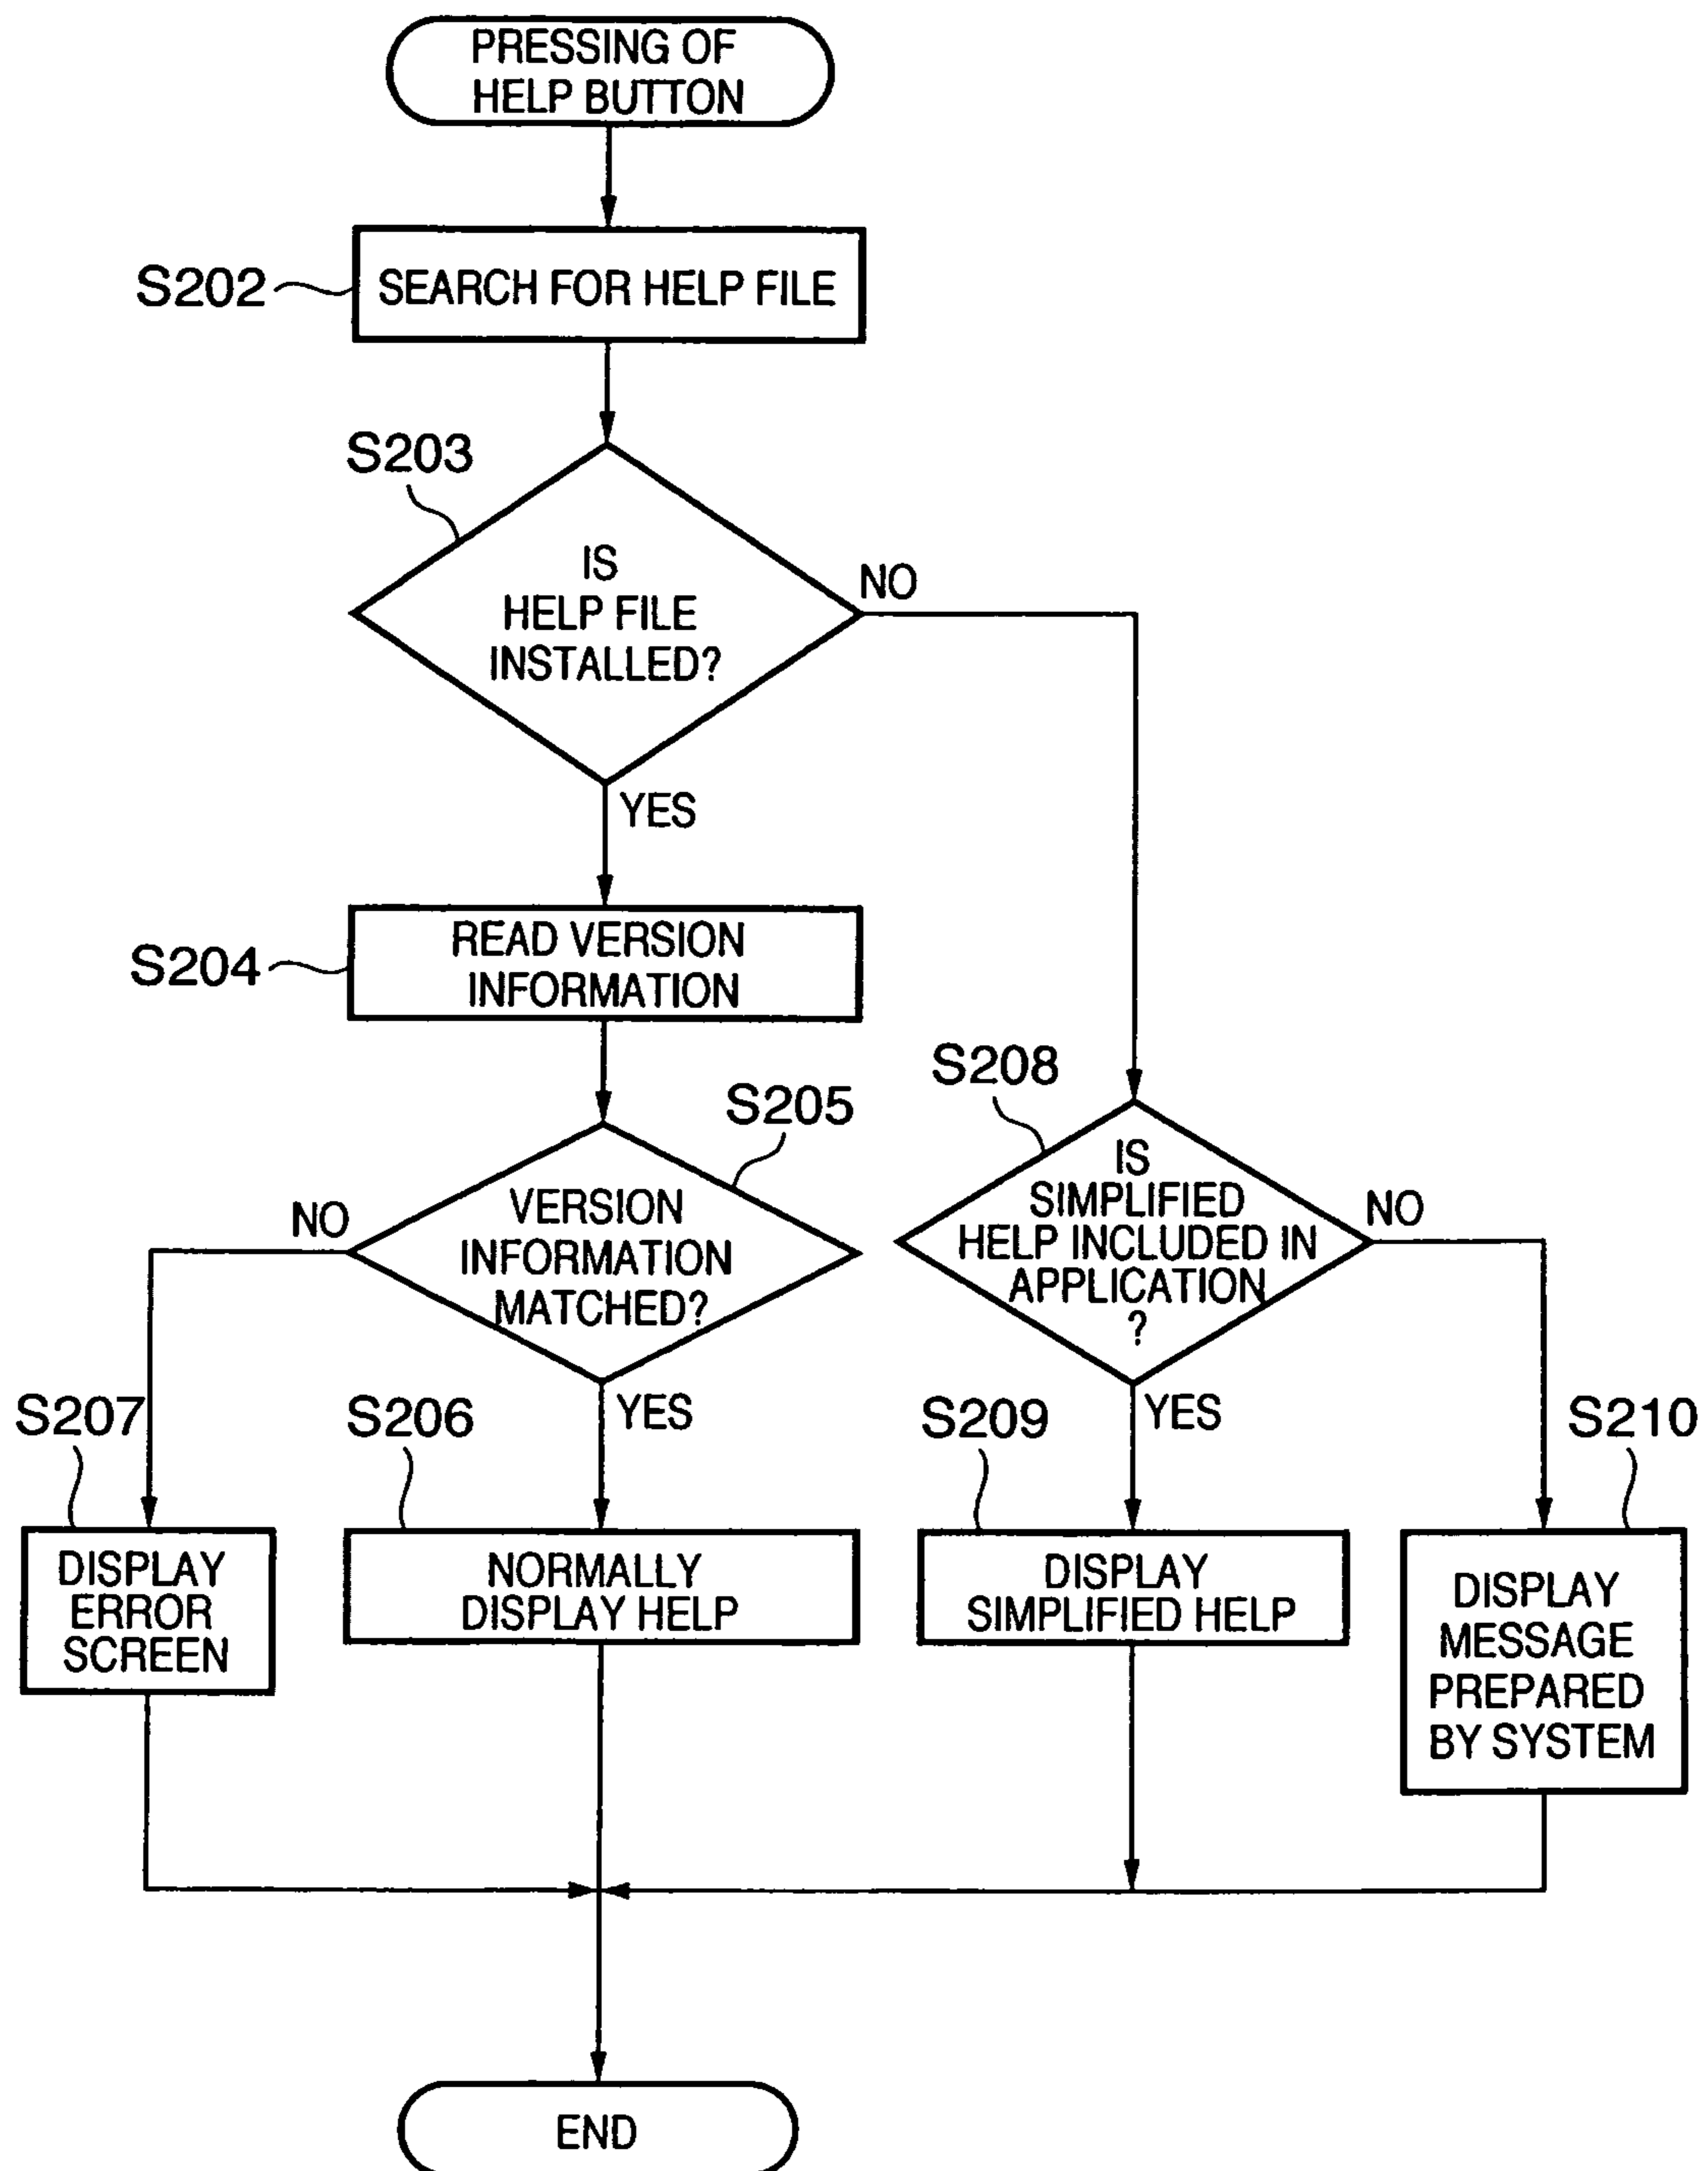 PRESSING OF
HELP BUTTON
S202
SEARCH FOR HELP FILE
S203
IS
HELP FILE
INSTALLED?
NO
YES
S204
READ VERSION
INFORMATION
S205
VERSION
INFORMATION
MATCHED?
NO
YES
S208
IS
SIMPLIFIED
HELP INCLUDED IN
APPLICATION
?
NO
YES
S207
DISPLAY
ERROR
SCREEN
S206
NORMALLY
DISPLAY HELP
S209
DISPLAY
SIMPLIFIED HELP
S210
DISPLAY
MESSAGE
PREPARED
BY SYSTEM
END